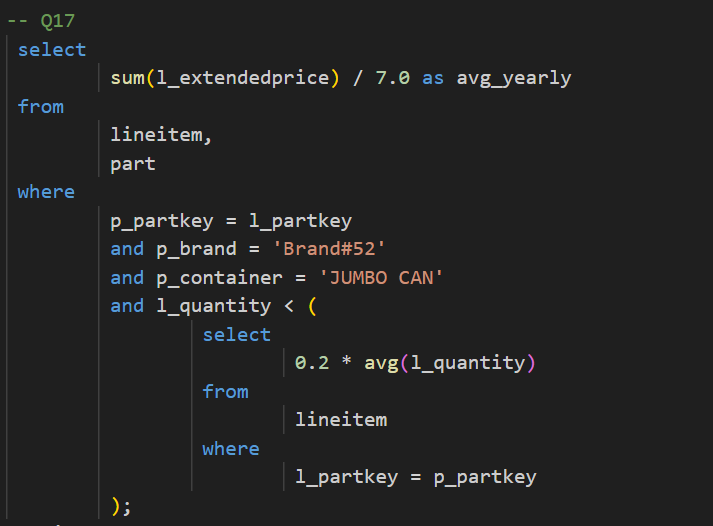 -- Q17
select
sum(l_extendedprice) / 7.0 as avg_yearly
from
lineitem,
part
where
p_partkey = l_partkey
and p_brand = 'Brand#52'
and p_container = 'JUMBO CAN'
and l_quantity < (
select
0.2 * avg(l_quantity)
from
lineitem
where
l_partkey = p_partkey
);